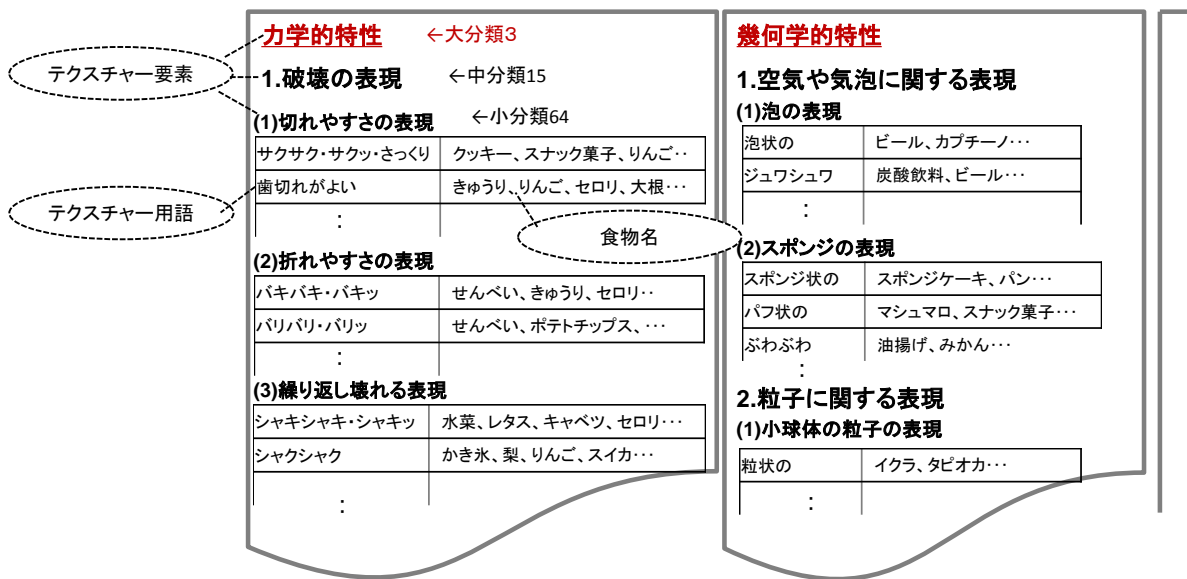 テクスチャー要素
テクスチャー用語
力学的特性 ←大分類3
1.破壊の表現 ←中分類15
(1)切れやすさの表現 ←小分類64
サクサク・サクッ・さっくり クッキー、スナック菓子、りんご‥
歯切れがよい きゅうり、りんご、セロリ、大根…
:
食物名
(2)折れやすさの表現
バキバキ・バキッ せんべい、きゅうり、セロリ‥
バリバリ・バリッ せんべい、ポテトチップス、…
:
(3)繰り返し壊れる表現
シャキシャキ・シャキッ 水菜、レタス、キャベツ、セロリ…
シャクシャク かき氷、梨、りんご、スイカ…
:
幾何学的特性
1.空気や気泡に関する表現
(1)泡の表現
泡状の ビール、カプチーノ…
ジュワシュワ 炭酸飲料、ビール…
:
(2)スポンジの表現
スポンジ状の スポンジケーキ、パン…
パフ状の マシュマロ、スナック菓子…
ぶわぶわ 油揚げ、みかん…
:
2.粒子に関する表現
(1)小球体の粒子の表現
粒状の イクラ、タピオカ…
: